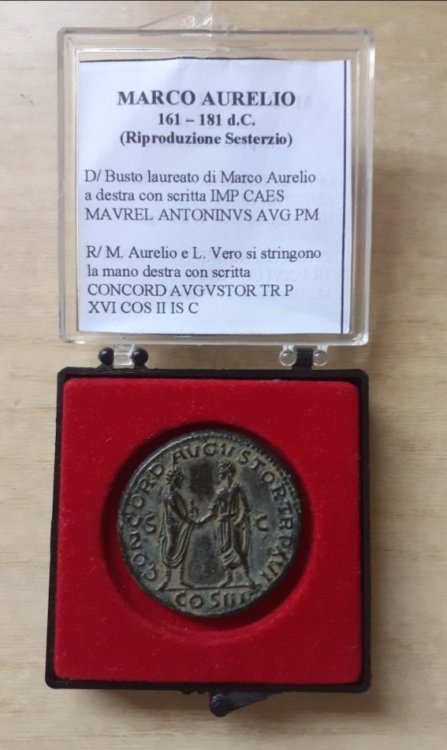 MARCO AURELIO
161 – 181 d.C.
(Riproduzione Sesterzio)
D/ Busto laureato di Marco Aurelio
a destra con scritta IMP CAES
MAVREL ANTONINVS AVG PM
R/ M. Aurelio e L. Vero si stringono
la mano destra con scritta
CONCORD AVGVSTOR TR P
XVI COS II IS C
CONCORD AVGVSTOR TR P XVI
S C
COS III